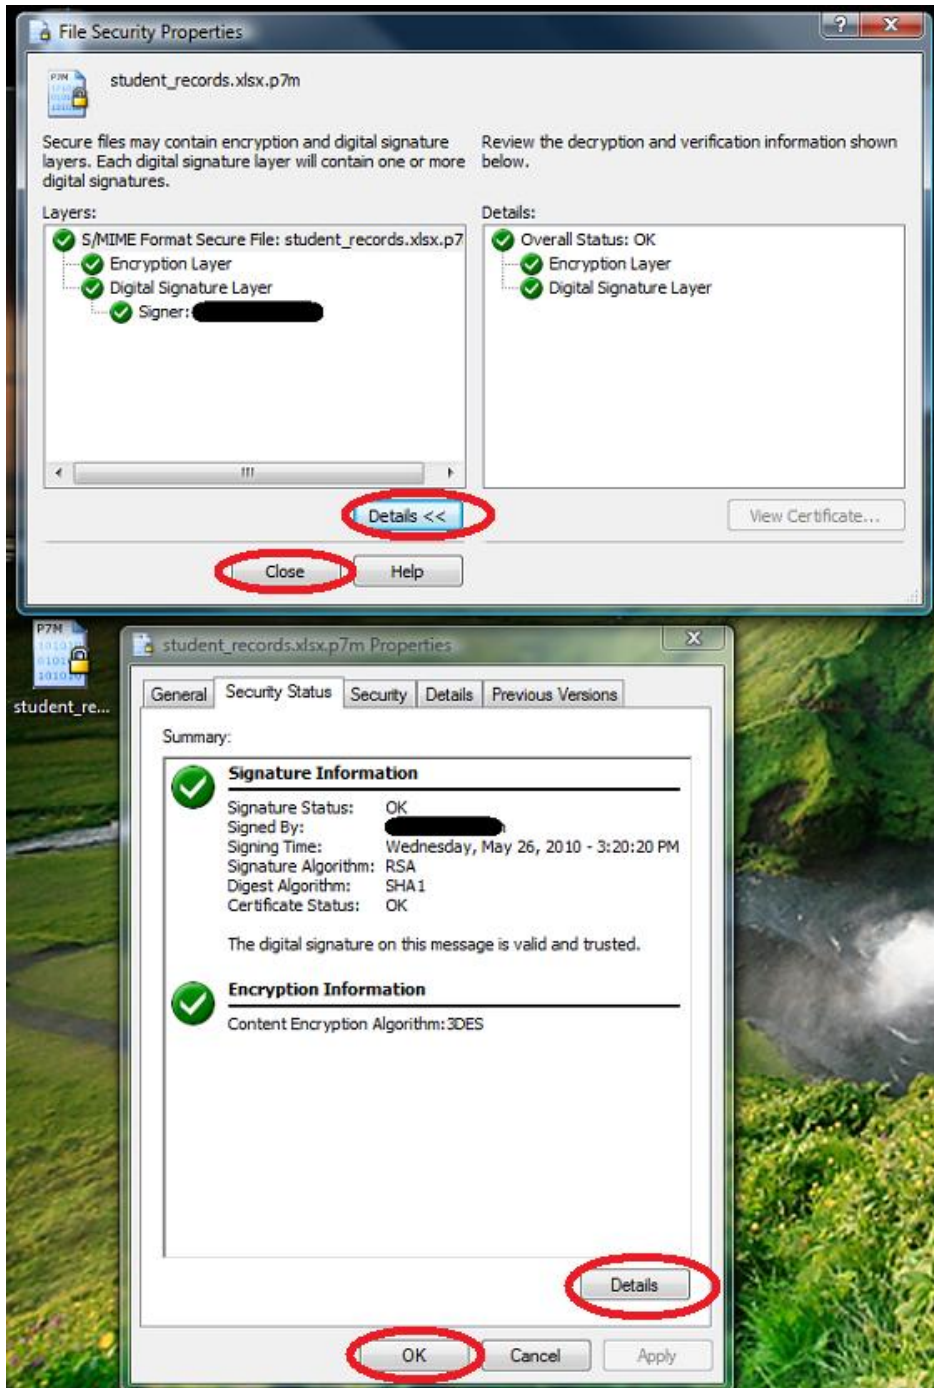 File Security Properties
?
X
P7M
student_records.xlsx.p7m
Secure files may contain encryption and digital signature
layers. Each digital signature layer will contain one or more
digital signatures.
Review the decryption and verification information shown
below.
Layers:
S/MIME Format Secure File: student_records.xlsx.p7
Encryption Layer
Digital Signature Layer
Signer:
Details:
Overall Status: OK
Encryption Layer
Digital Signature Layer
Details <<
View Certificate...
Close
Help
P7M
student_re...
student_records.xlsx.p7m Properties
X
General
Security Status
Security
Details
Previous Versions
Summary:
Signature Information
Signature Status: OK
Signed By:
Signing Time: Wednesday, May 26, 2010 - 3:20:20 PM
Signature Algorithm: RSA
Digest Algorithm: SHA1
Certificate Status: OK
The digital signature on this message is valid and trusted.
Encryption Information
Content Encryption Algorithm:3DES
Details
OK
Cancel
Apply